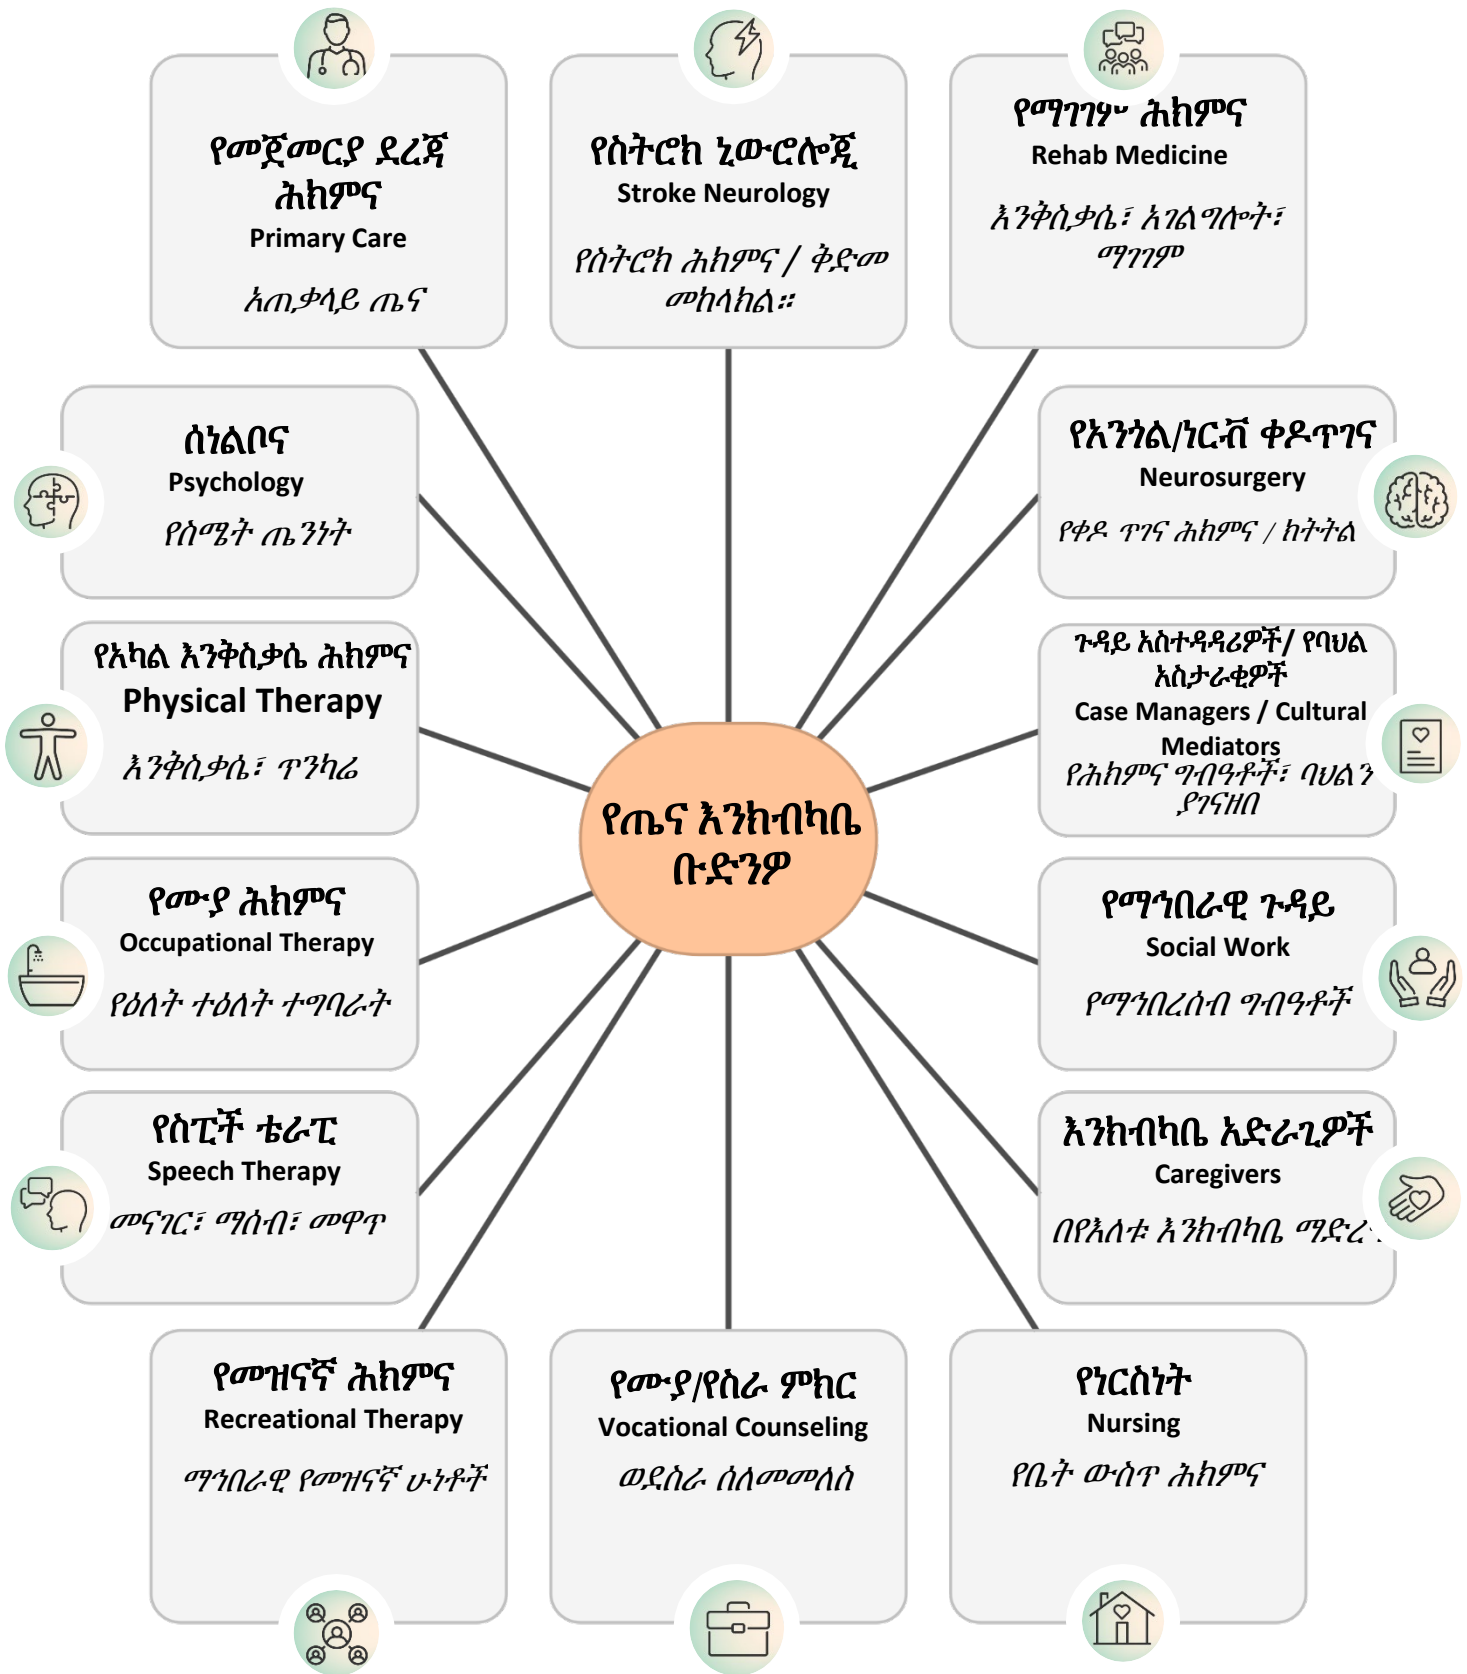 የመጀመርያ ደረጃ
ሕክምና
Primary Care
አጠቃላይ ጤና
የስትሮክ ኒውሮሎጂ
Stroke Neurology
የስትሮክ ሕክምና / ቅድመ
መከላከል።
የማገገም ሕክምና
Rehab Medicine
እንቅስቃሴ፣ አገልግሎት፣
ማገገም
ሰነልቦና
Psychology
የስሜት ጤንነት
የአንጎል/ነርቭ ቀዶጥገና
Neurosurgery
የቀዶ ጥገና ሕክምና / ክትትል
የአካል እንቅስቃሴ ሕክምና
Physical Therapy
እንቅስቃሴ፣ ጥንካሬ
ጉዳይ አስተዳዳሪዎች/ የባህል
አስታራቂዎች
Case Managers / Cultural
Mediators
የሕክምና ግብዓቶች፣ ባህልን
ያገናዘበ
የጤና እንክብካቤ
ቡድንዎ
የሙያ ሕክምና
Occupational Therapy
የዕለት ተዕለት ተግባራት
የማኅበራዊ ጉዳይ
Social Work
የማኅበረሰብ ግብዓቶች
የስፒች ቴራፒ
Speech Therapy
መናገር፣ ማሰብ፣ መዋጥ
እንክብካቤ አድራጊዎች
Caregivers
በየእለቱ እንክብካቤ
የመዝናኛ ሕክምና
Recreational Therapy
ማኅበራዊ የመዝናኛ ሁነቶች
የሙያ/የስራ ምክር
Vocational Counseling
ወደስራ ስለመመለስ
የነርስነት
Nursing
የቤት ውስጥ ሕክምና